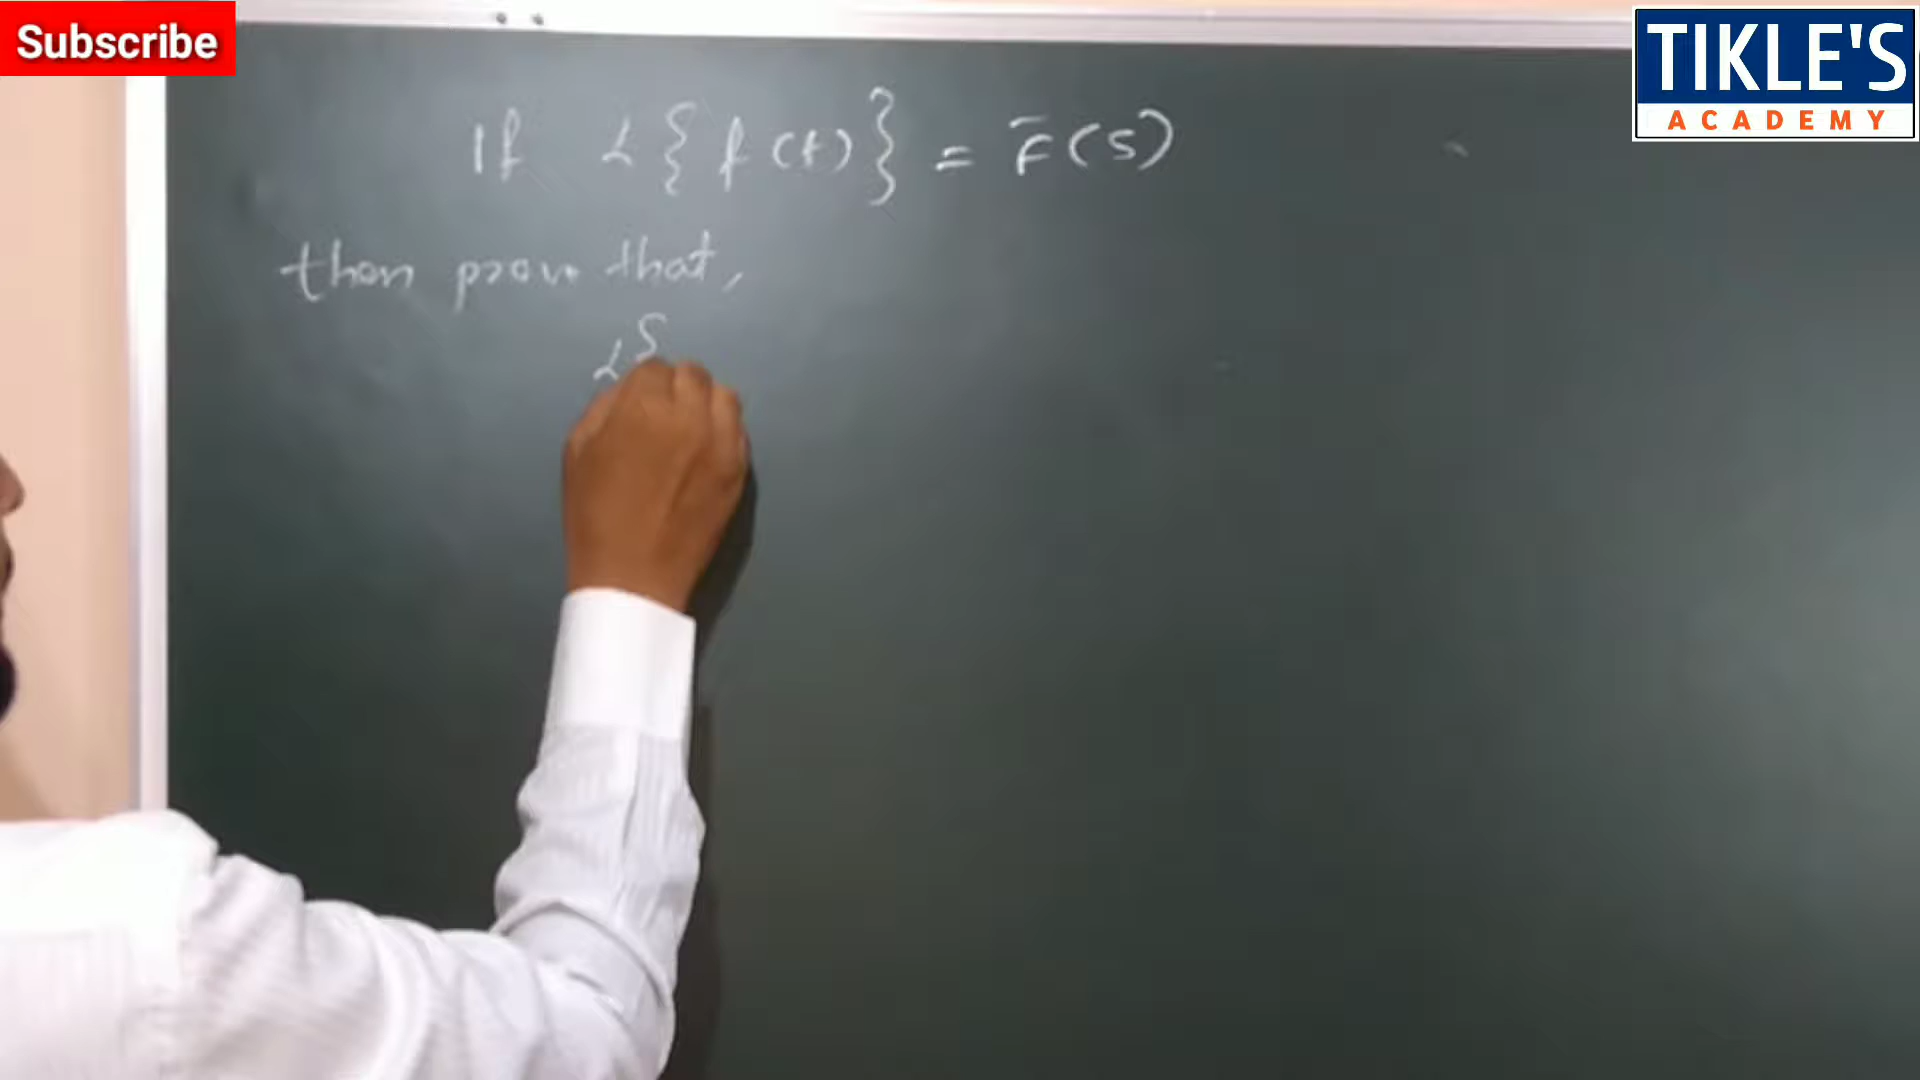 Subscribe
TIKLE'S
ACADEMY
If L{f(t)} = F̅(s)
then prove that,
L{